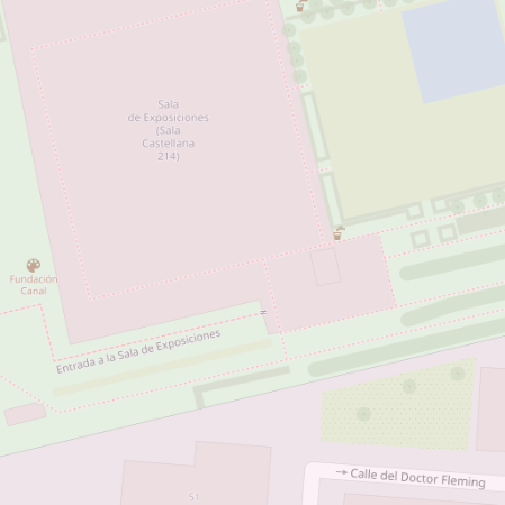 Sala
de Exposiciones
(Sala
Castellana
214)
Fundación
Canal
Entrada a la Sala de Exposiciones
→ Calle del Doctor Fleming
51